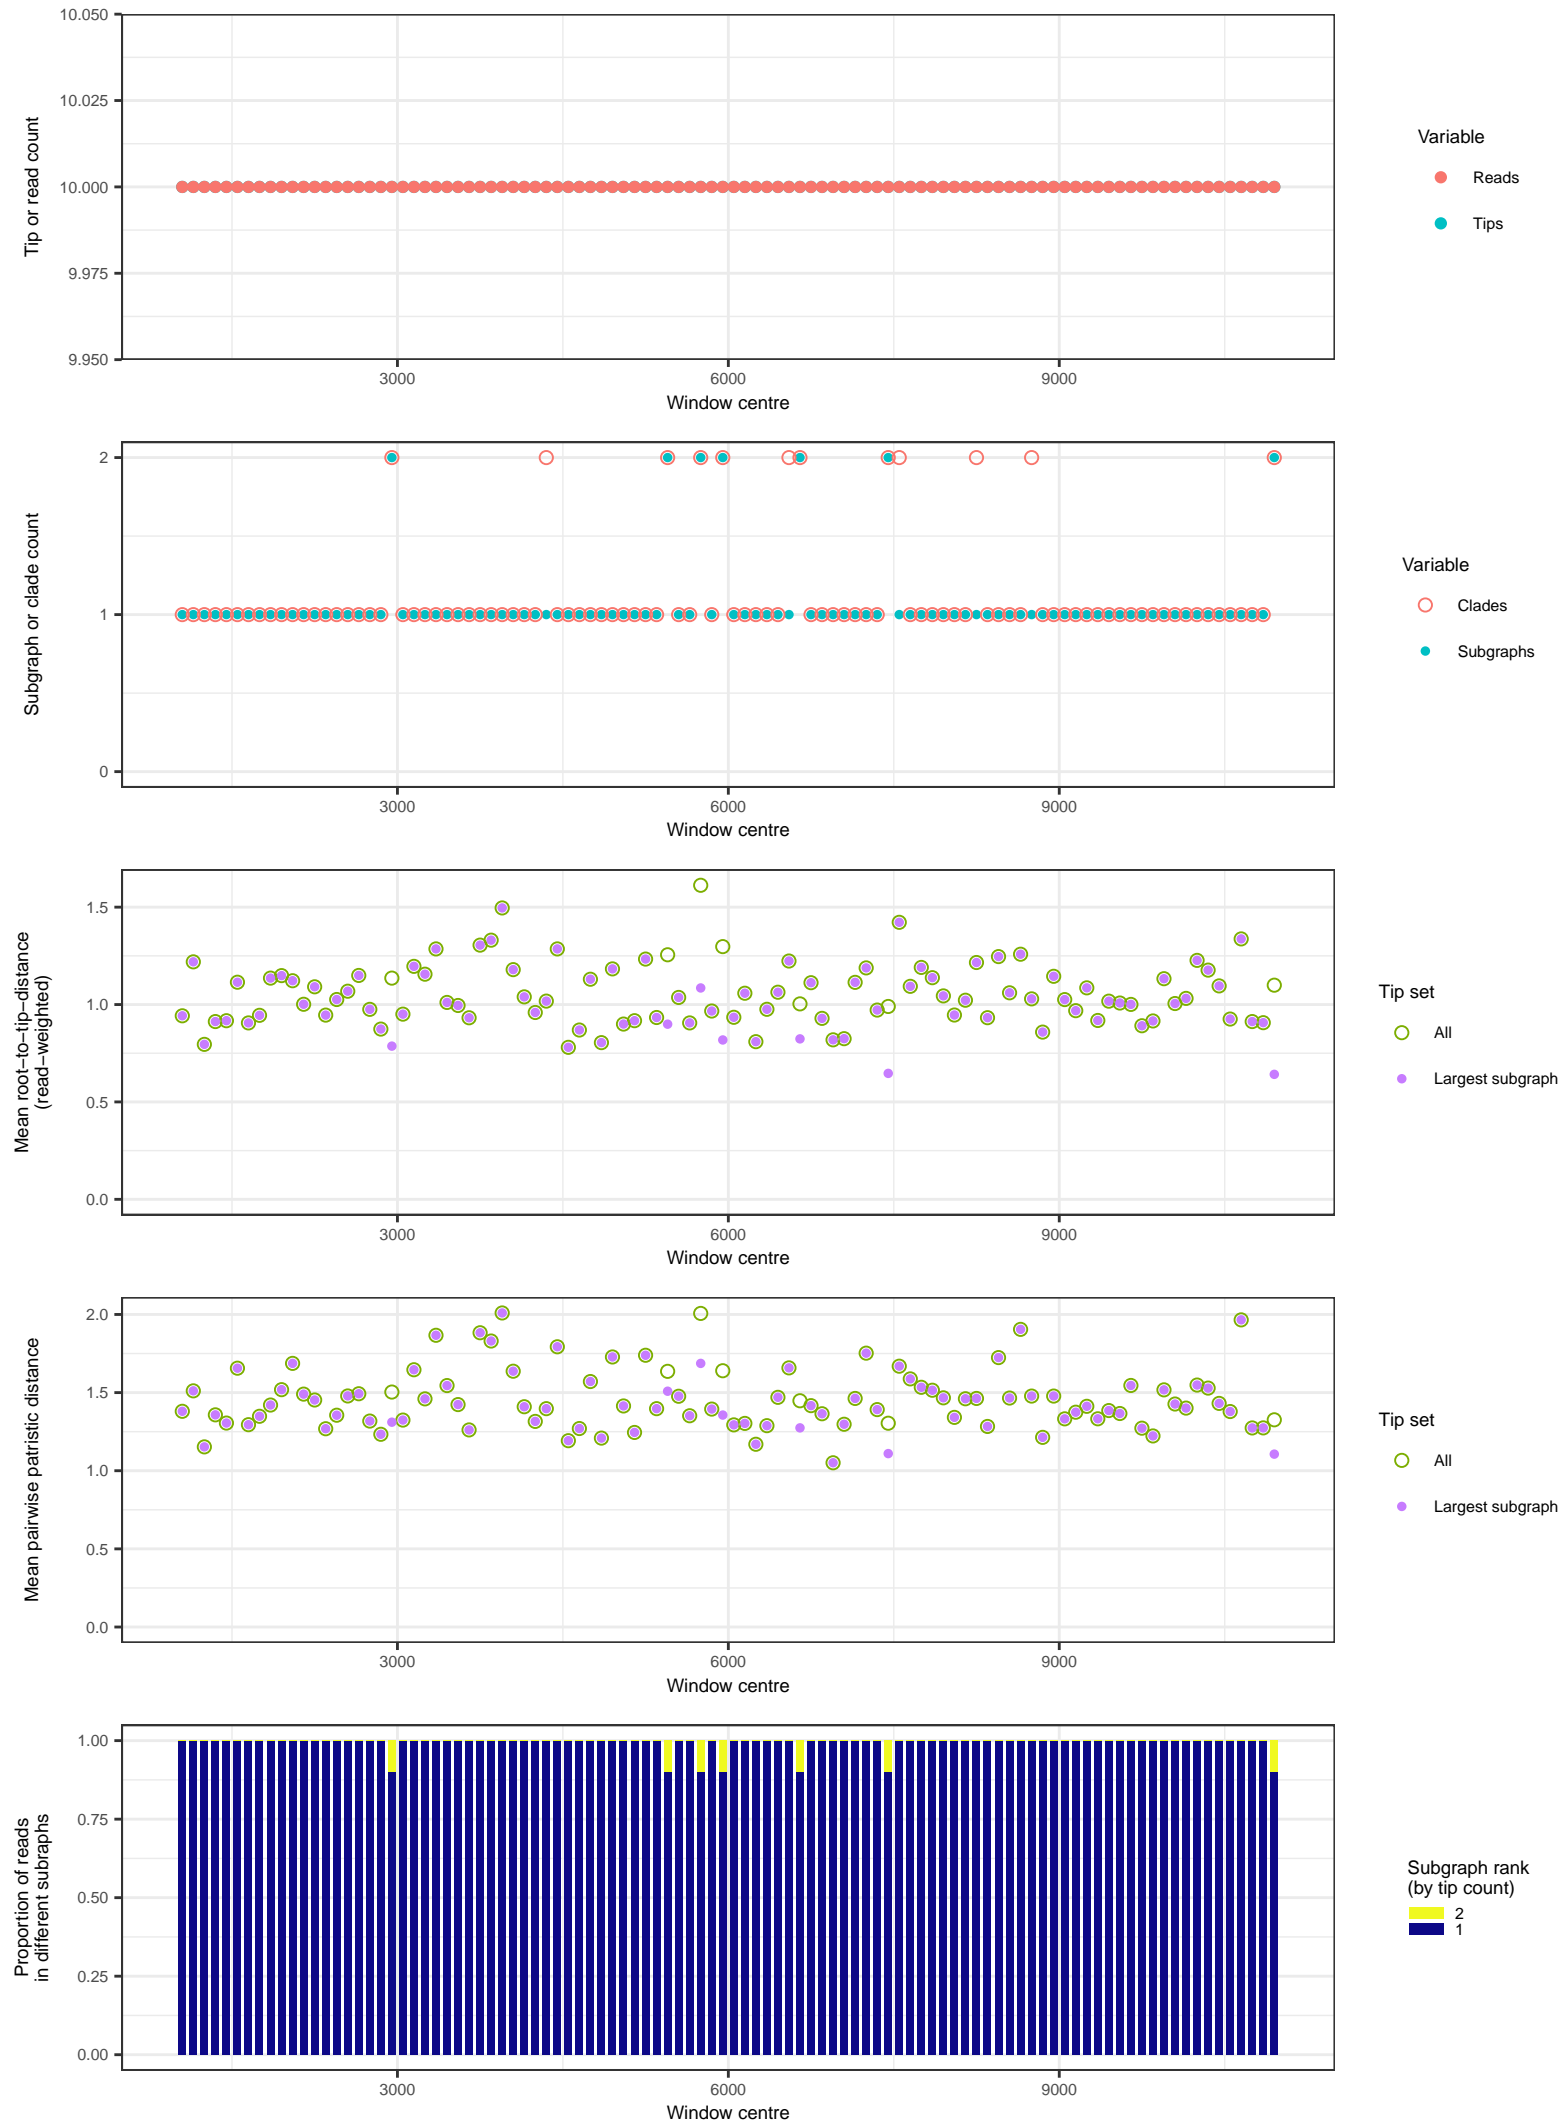 10.050
10.025
10.000
9.975
9.950
Tip or read count
3000
6000
9000
Window centre
Variable
Reads
Tips
2
1
0
Subgraph or clade count
3000
6000
9000
Window centre
Variable
Clades
Subgraphs
1.5
1.0
0.5
0.0
Mean root−to−tip−distance
(read−weighted)
3000
6000
9000
Window centre
Tip set
All
Largest subgraph
2.0
1.5
1.0
0.5
0.0
Mean pairwise patristic distance
3000
6000
9000
Window centre
Tip set
All
Largest subgraph
1.00
0.75
0.50
0.25
0.00
Proportion of reads
in different subraphs
3000
6000
9000
Window centre
Subgraph rank
(by tip count)
2
1